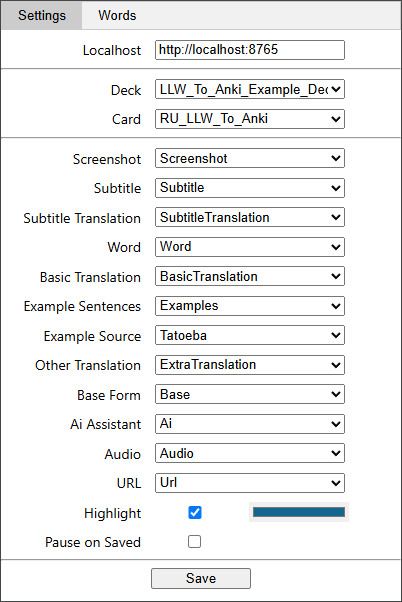 Settings Words
Localhost http://localhost:8765
Deck LLW_To_Anki_Example_Dec
Card RU_LLW_To_Anki
Screenshot Screenshot
Subtitle Subtitle
Subtitle Translation SubtitleTranslation
Word Word
Basic Translation BasicTranslation
Example Sentences Examples
Example Source Tatoeba
Other Translation ExtraTranslation
Base Form Base
Ai Assistant Ai
Audio Audio
URL Url
Highlight
Pause on Saved
Save